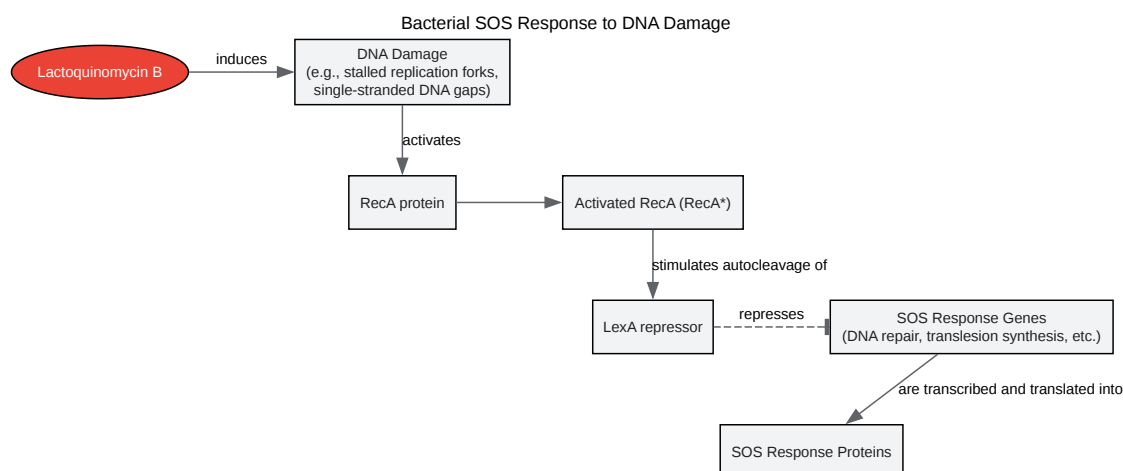 Bacterial SOS Response to DNA Damage
Lactoquinomycin B
induces
DNA Damage
(e.g., stalled replication forks,
single-stranded DNA gaps)
activates
RecA protein
Activated RecA (RecA*)
stimulates autocleavage of
LexA repressor
represses
SOS Response Genes
(DNA repair, translesion synthesis, etc.)
are transcribed and translated into
SOS Response Proteins